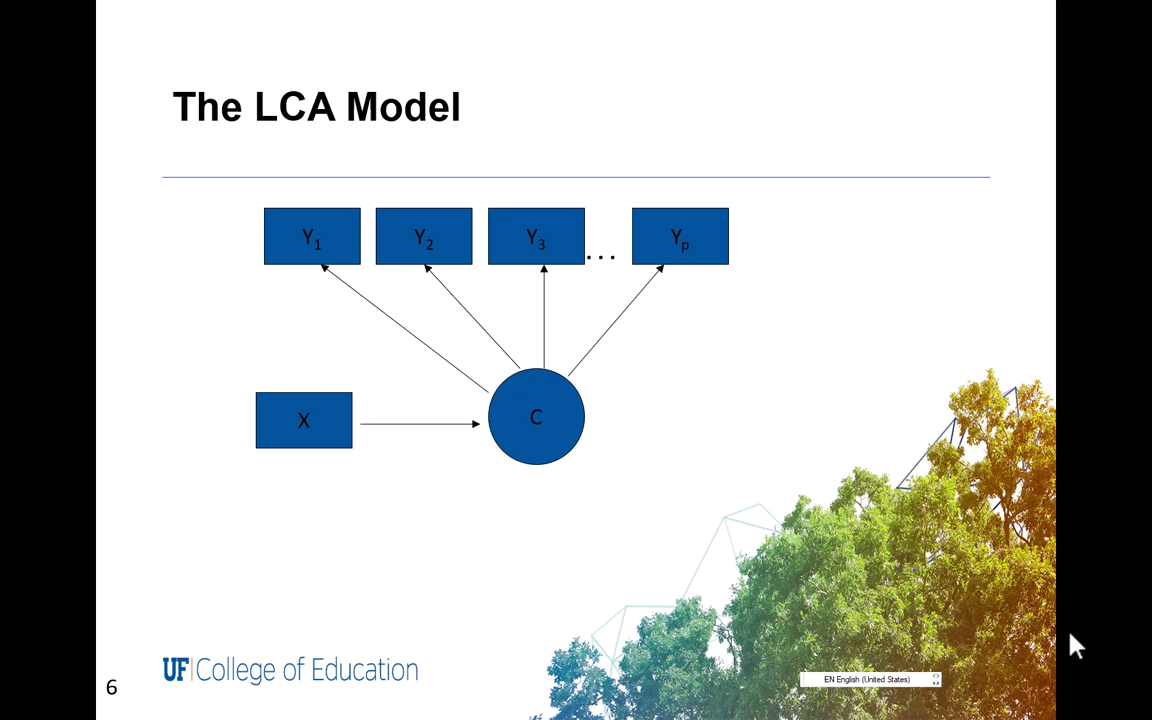 The LCA Model
Y1 Y2 Y3 ... Yp
X C
UF College of Education
EN English (United States)
6